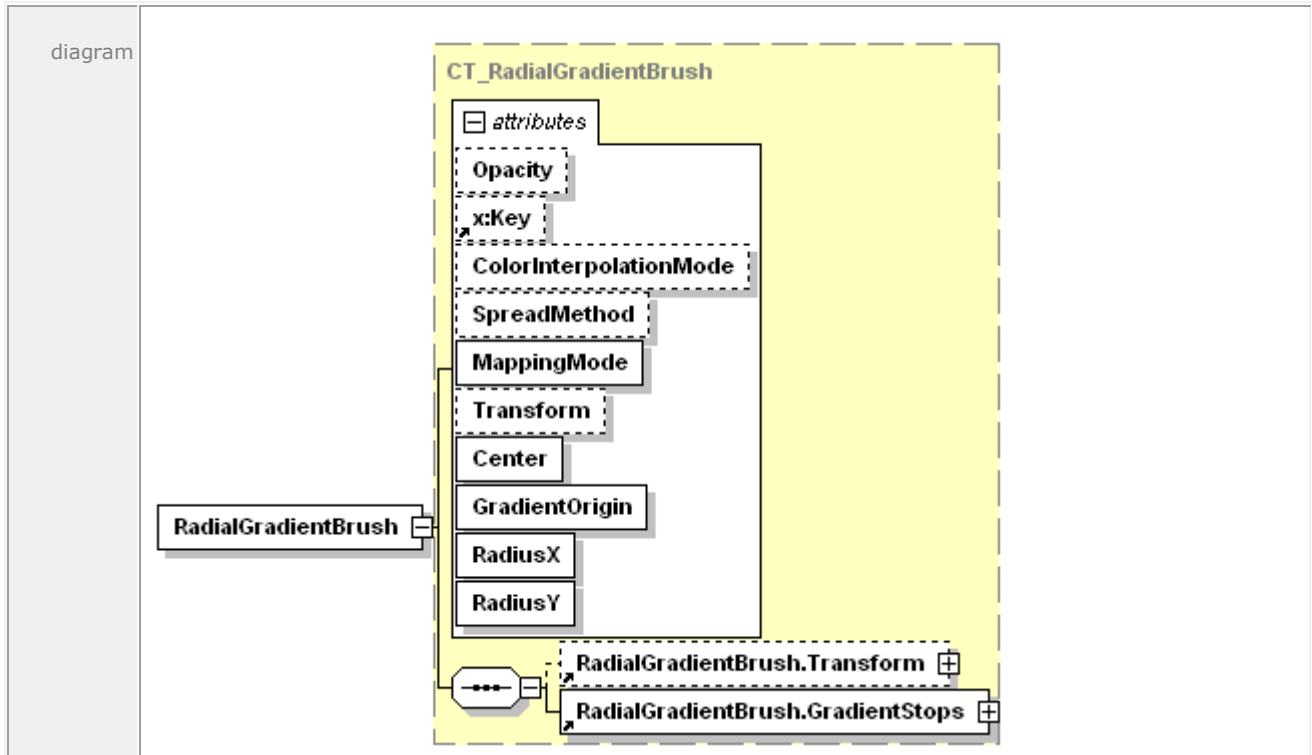 diagram
CT_RadialGradientBrush
attributes
Opacity
x:Key
ColorInterpolationMode
SpreadMethod
MappingMode
Transform
Center
GradientOrigin
RadialGradientBrush
RadiusX
RadiusY
RadialGradientBrush.Transform
RadialGradientBrush.GradientStops